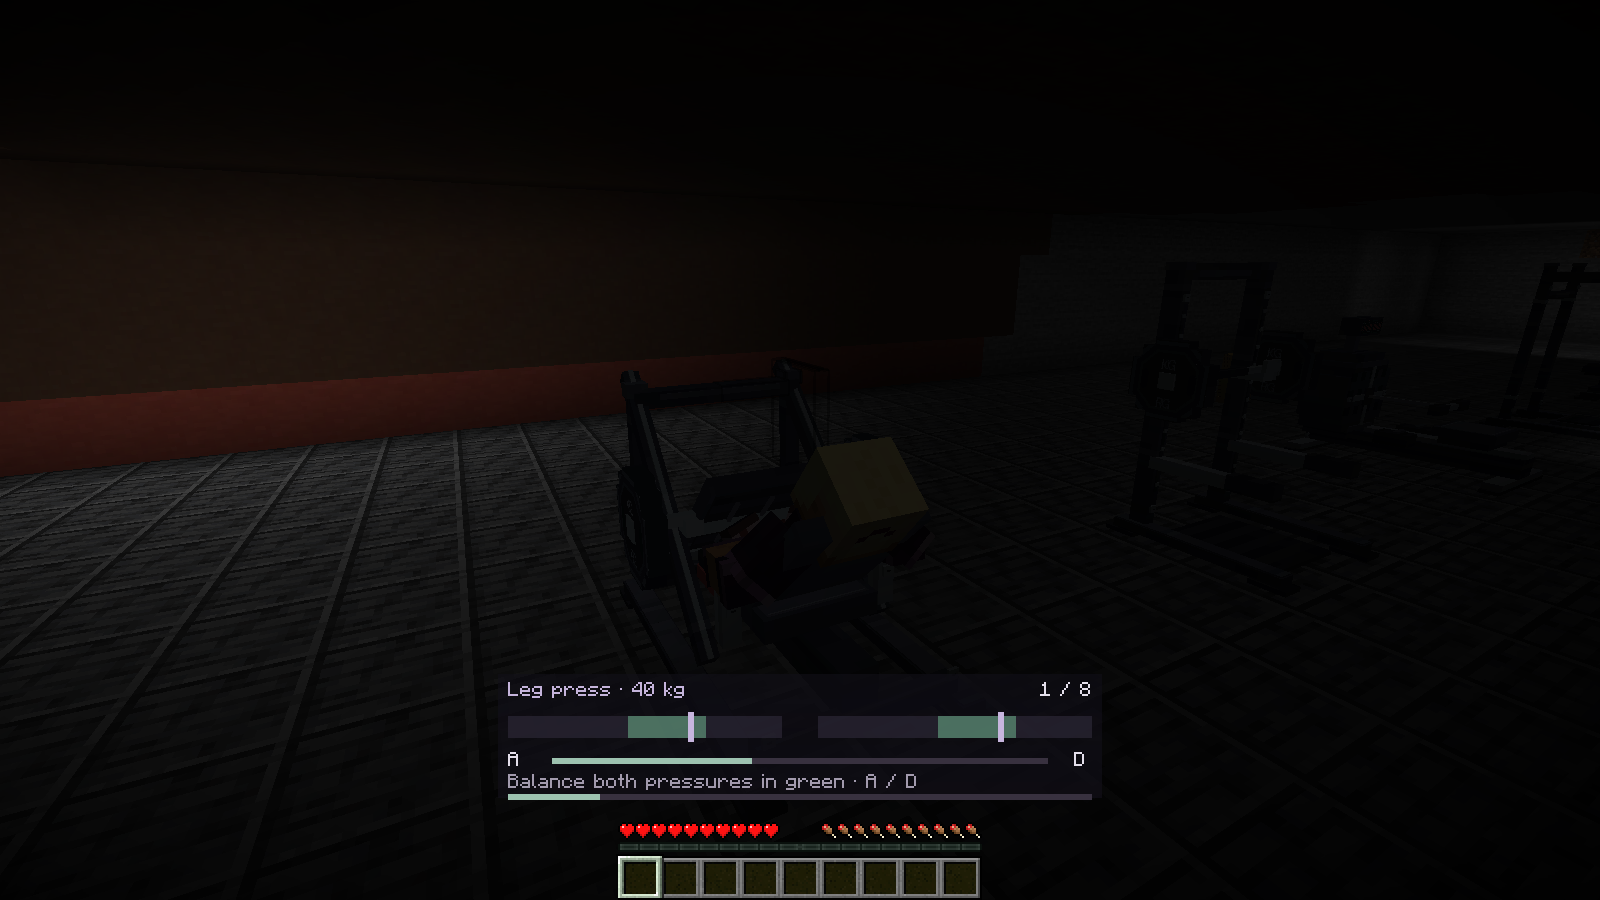 Leg press · 40 kg
1 / 8
A
D
Balance both pressures in green · A / D